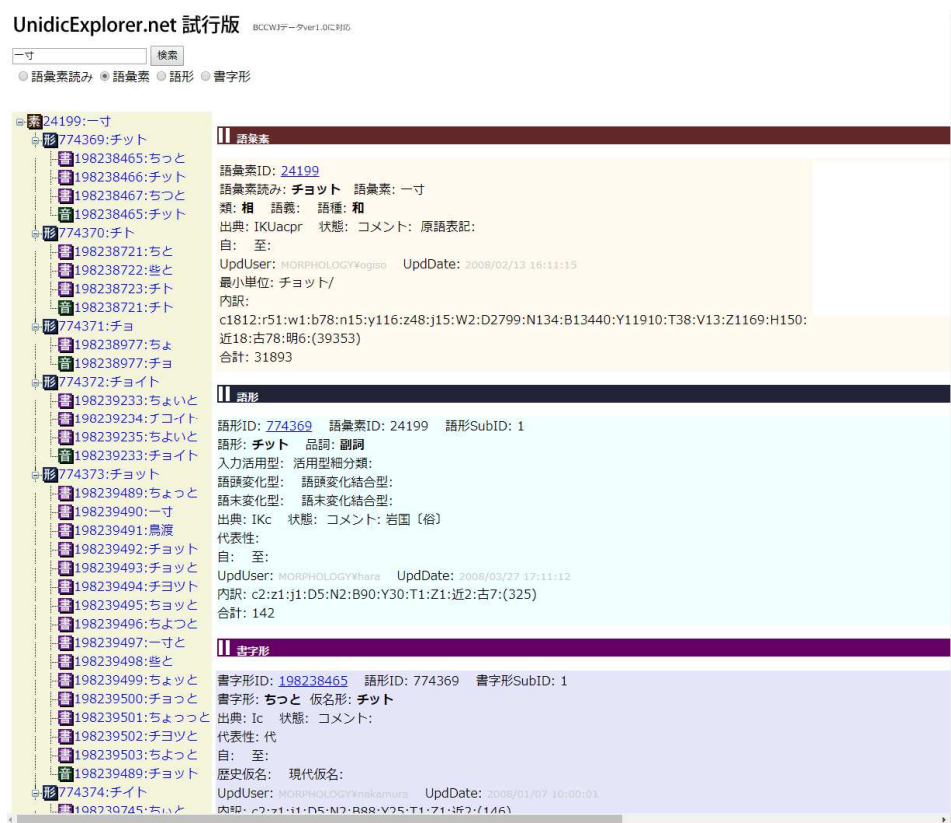 UnidicExplorer.net 試行版 BCCWJデータver1.0に対応
一寸 検索
語彙素読み 語彙素 語形 書字形
素24199:一寸
形774369:チット
書198238465:ちっと
書198238466:チット
書198238467:ちつと
音198238465:チット
形774370:チト
書198238721:ちと
書198238722:些と
書198238723:チト
音198238721:チト
形774371:チョ
書198238977:ちょ
音198238977:チョ
形774372:チョイト
書198239233:ちょいと
書198239234:チコイト
書198239235:ちよいと
音198239233:チョイト
形774373:チョット
書198239489:ちょっと
書198239490:一寸
書198239491:鳥渡
書198239492:チョット
書198239493:チョッと
書198239494:チヨツト
書198239495:ちョッと
書198239496:ちよつと
書198239497:一寸と
書198239498:些と
書198239499:ちょッと
書198239500:チョっと
書198239501:ちょっっと
書198239502:チヨツと
書198239503:ちよっと
音198239489:チョット
形774374:チイト
書198239745:ちぃと
語彙素
語彙素ID: 24199
語彙素読み: チョット 語彙素: 一寸
類: 相 語義: 語種: 和
出典: IKUacpr 状態: コメント: 原語表記:
自: 至:
UpdUser: MORPHOLOGY¥ogiso UpdDate: 2008/02/13 16:11:15
最小単位: チョット/
内訳:
c1812:r51:w1:b78:n15:y116:z48:j15:W2:D2799:N134:B13440:Y11910:T38:V13:Z1169:H150:
近18:古78:明6:(39353)
合計: 31893
語形
語形ID: 774369 語彙素ID: 24199 語形SubID: 1
語形: チット 品詞: 副詞
入力活用型: 活用型細分類:
語頭変化型: 語頭変化結合型:
語末変化型: 語末変化結合型:
出典: IKc 状態: コメント: 岩国〔俗〕
代表性:
自: 至:
UpdUser: MORPHOLOGY¥hara UpdDate: 2008/03/27 17:11:12
内訳: c2:z1:j1:D5:N2:B90:Y30:T1:Z1:近2:古7:(325)
合計: 142
書字形
書字形ID: 198238465 語形ID: 774369 書字形SubID: 1
書字形: ちっと 仮名形: チット
出典: Ic 状態: コメント:
代表性: 代
自: 至:
歴史仮名: 現代仮名:
UpdUser: MORPHOLOGY¥nakamura UpdDate: 2008/01/07 10:00:01
内訳: c2:z1:j1:D5:N2:B88:Y25:T1:Z1:近2:(146)